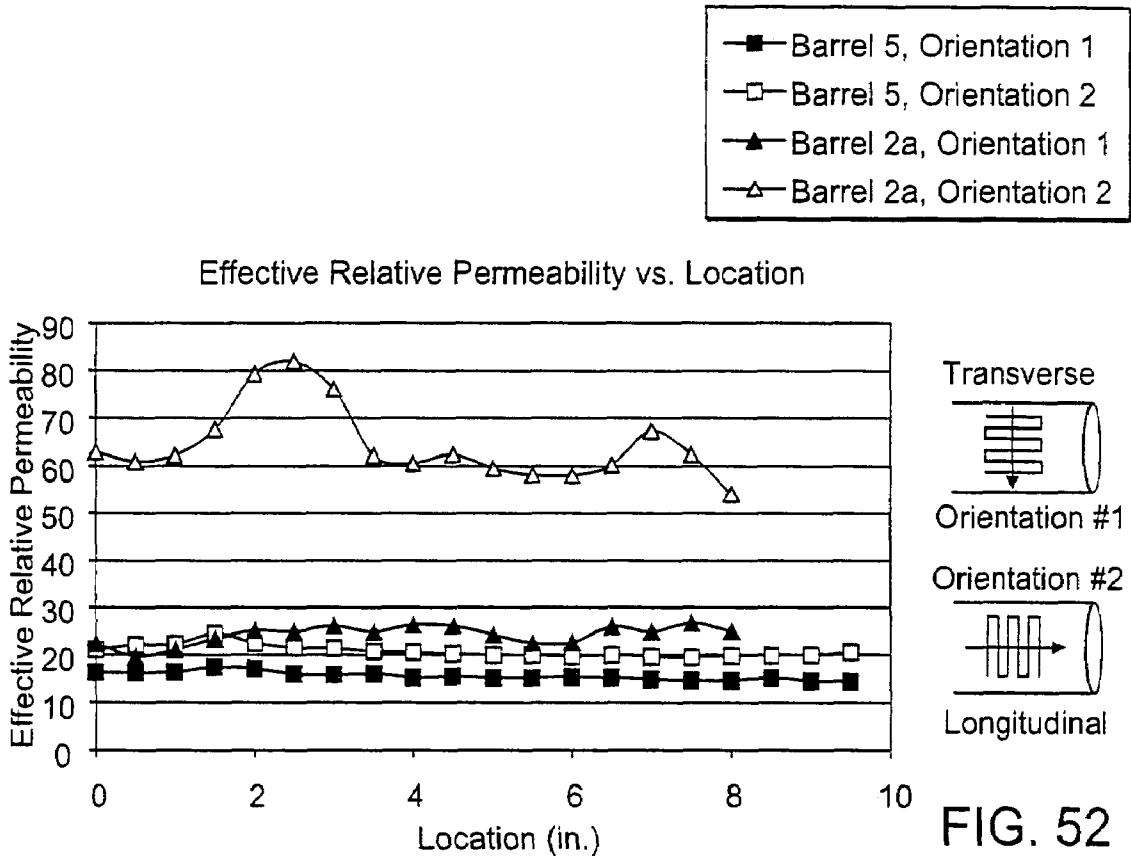 Barrel 5, Orientation 1
Barrel 5, Orientation 2
Barrel 2a, Orientation 1
Barrel 2a, Orientation 2
Effective Relative Permeability vs. Location
Effective Relative Permeability
90
80
70
60
50
40
30
20
10
0
0
2
4
6
8
10
Location (in.)
Transverse
Orientation #1
Orientation #2
Longitudinal
FIG. 52